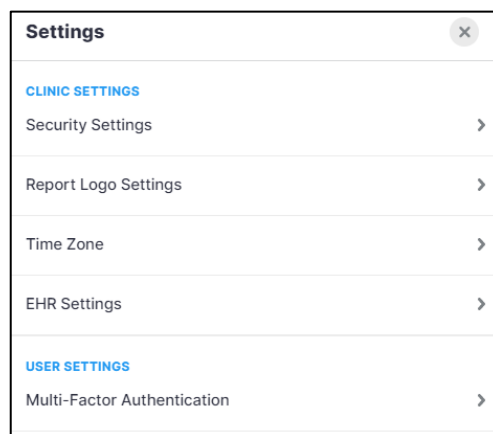 Settings
CLINIC SETTINGS
Security Settings
Report Logo Settings
Time Zone
EHR Settings
USER SETTINGS
Multi-Factor Authentication